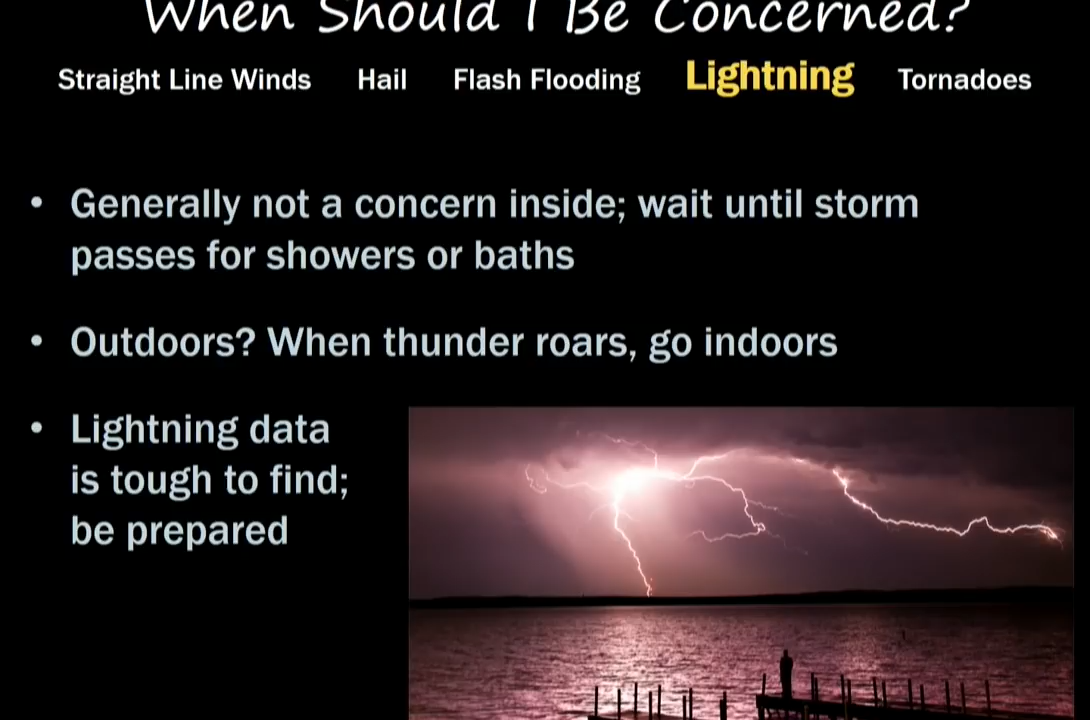 When Should I Be Concerned?
Straight Line Winds Hail Flash Flooding Lightning Tornadoes
• Generally not a concern inside; wait until storm
passes for showers or baths
• Outdoors? When thunder roars, go indoors
• Lightning data
is tough to find;
be prepared